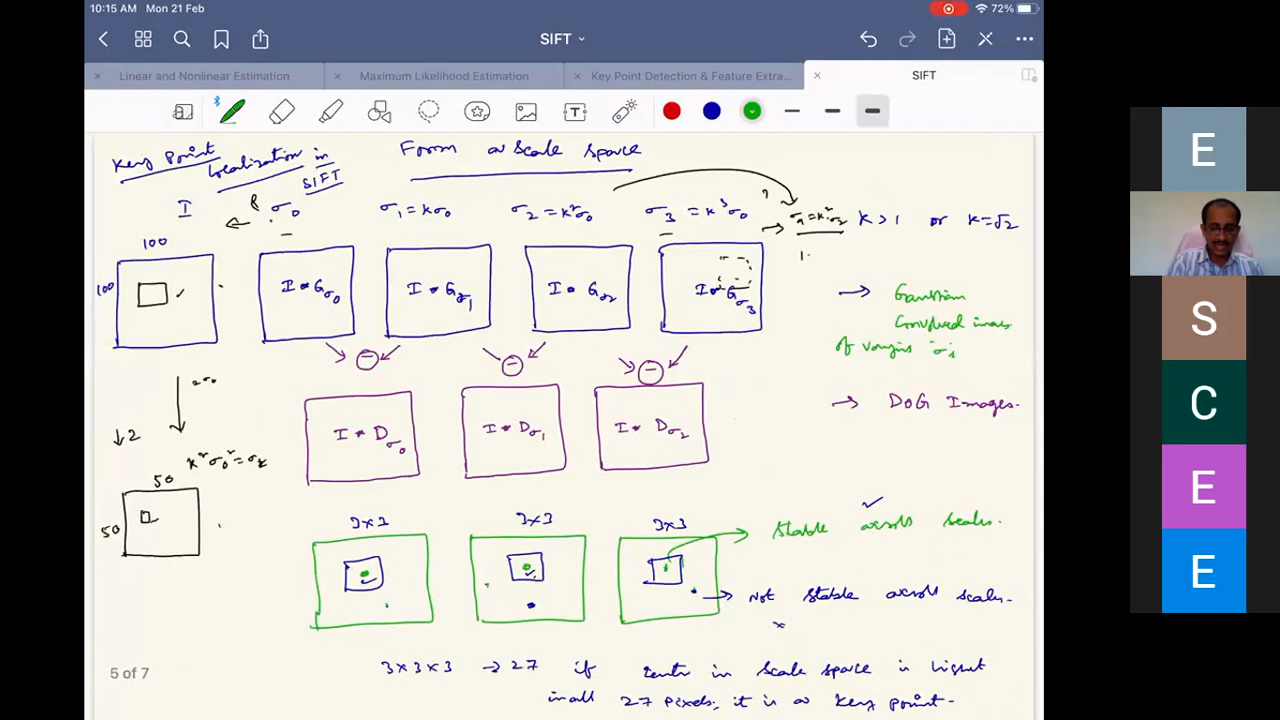 10:15 AM Mon 21 Feb
72%
SIFT
Linear and Nonlinear Estimation
Maximum Likelihood Estimation
Key Point Detection & Feature Extra...
SIFT
Key Point
Localization in
SIFT
Form a Scale space
I
σ₀
σ₁ = kσ₀
σ₂ = k²σ₀
σ₃ = k³σ₀
k > 1 or k=√2
100
100
I * Gσ₀
I * Gσ₁
I * Gσ₂
I * Gσ₃
→ Gaussian
Convolved
of varying σ's
2σ₀
I * Dσ₀
I * Dσ₁
I * Dσ₂
→ DoG Images.
↓2
50
50
3×3
3×3
3×3
Stable across scales.
Not stable across scales.
×
3×3×3 → 27 if center in scale space is highest
in all 27 pixels, it is a key point.
5 of 7
E
S
C
E
E